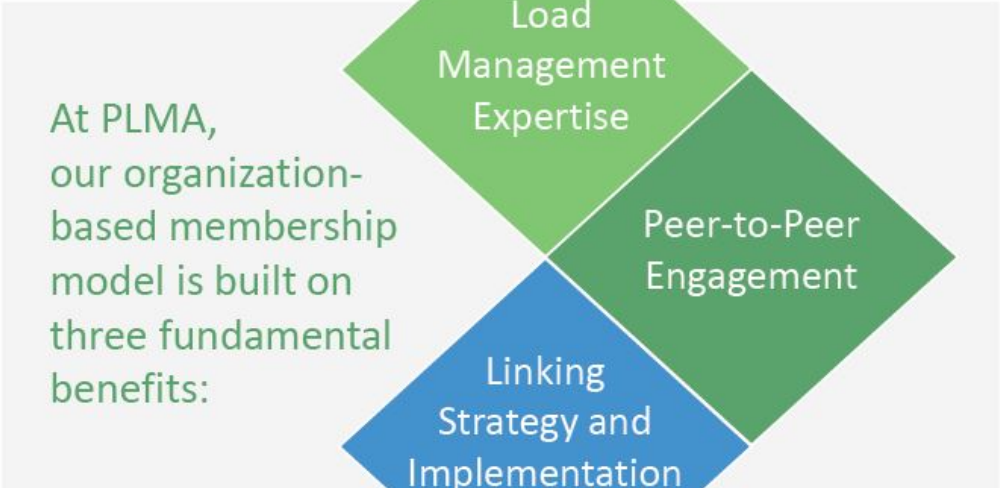 At PLMA,
our organization-
based membership
model is built on
three fundamental
benefits:
Load
Management
Expertise
Peer-to-Peer
Engagement
Linking
Strategy and
Implementation